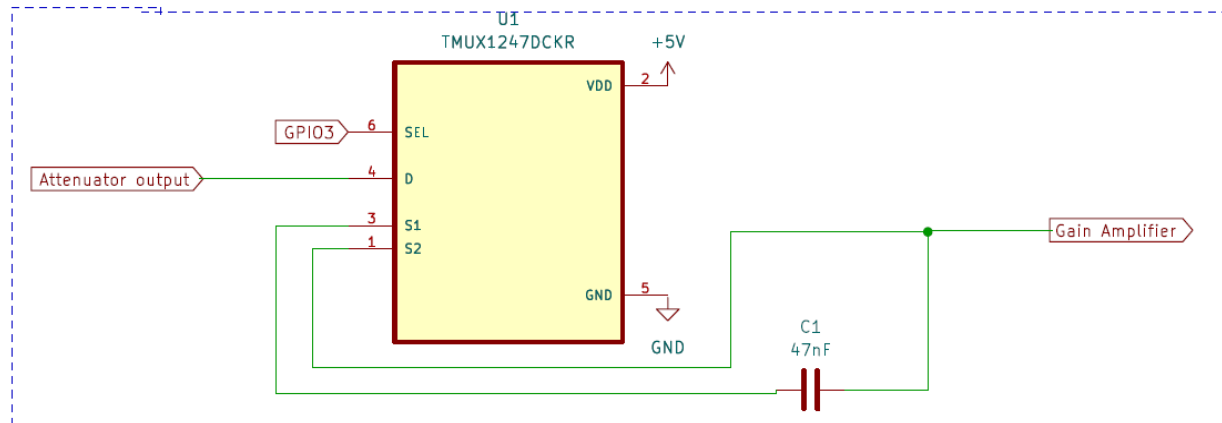 U1
TMUX1247DCKR
+5V
VDD
2
GPIO3
6
SEL
Attenuator output
4
D
3
S1
1
S2
Gain Amplifier
GND
5
GND
C1
47nF